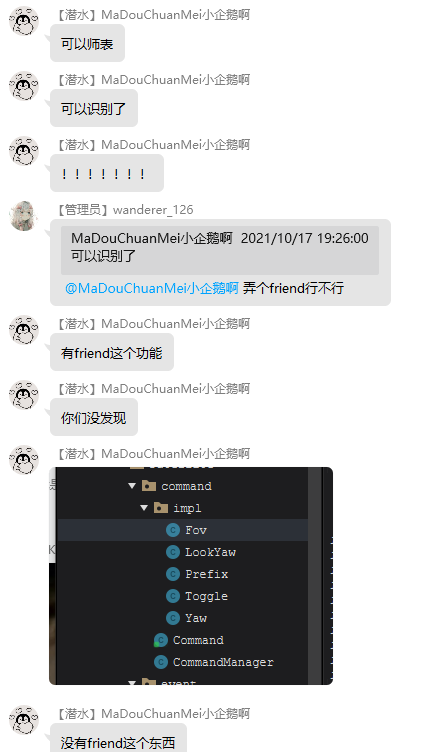 【潜水】MaDouChuanMei小企鹅啊
可以师表
【潜水】MaDouChuanMei小企鹅啊
可以识别了
【潜水】MaDouChuanMei小企鹅啊
！！！！！！！
【管理员】wanderer_126
MaDouChuanMei小企鹅啊 2021/10/17 19:26:00
可以识别了
@MaDouChuanMei小企鹅啊 弄个friend行不行
【潜水】MaDouChuanMei小企鹅啊
有friend这个功能
【潜水】MaDouChuanMei小企鹅啊
你们没发现
【潜水】MaDouChuanMei小企鹅啊
command
impl
Fov
LookYaw
Prefix
Toggle
Yaw
Command
CommandManager
event
【潜水】MaDouChuanMei小企鹅啊
没有friend这个东西